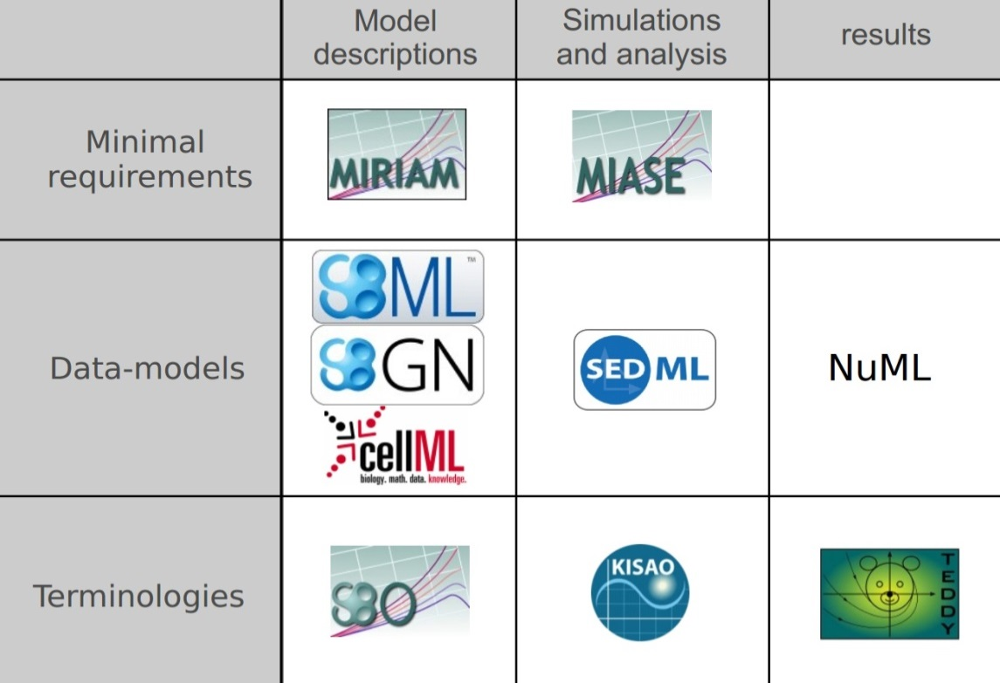 Model
descriptions
Simulations
and analysis
results
Minimal
requirements
MIRIAM
MIASE
Data-models
SBML™
SBGN
cellML
biology. math. data. knowledge.
SED ML
NuML
Terminologies
SBO
KISAO
TEDDY